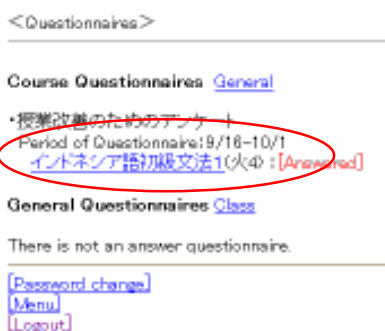 <Questionnaires>
Course Questionnaires General
・授業改善のためのアンケート
Period of Questionnaire:9/16-10/1
インドネシア語初級文法1(火4) : [Answered]
General Questionnaires Class
There is not an answer questionnaire.
[Password change]
[Menu]
[Logout]